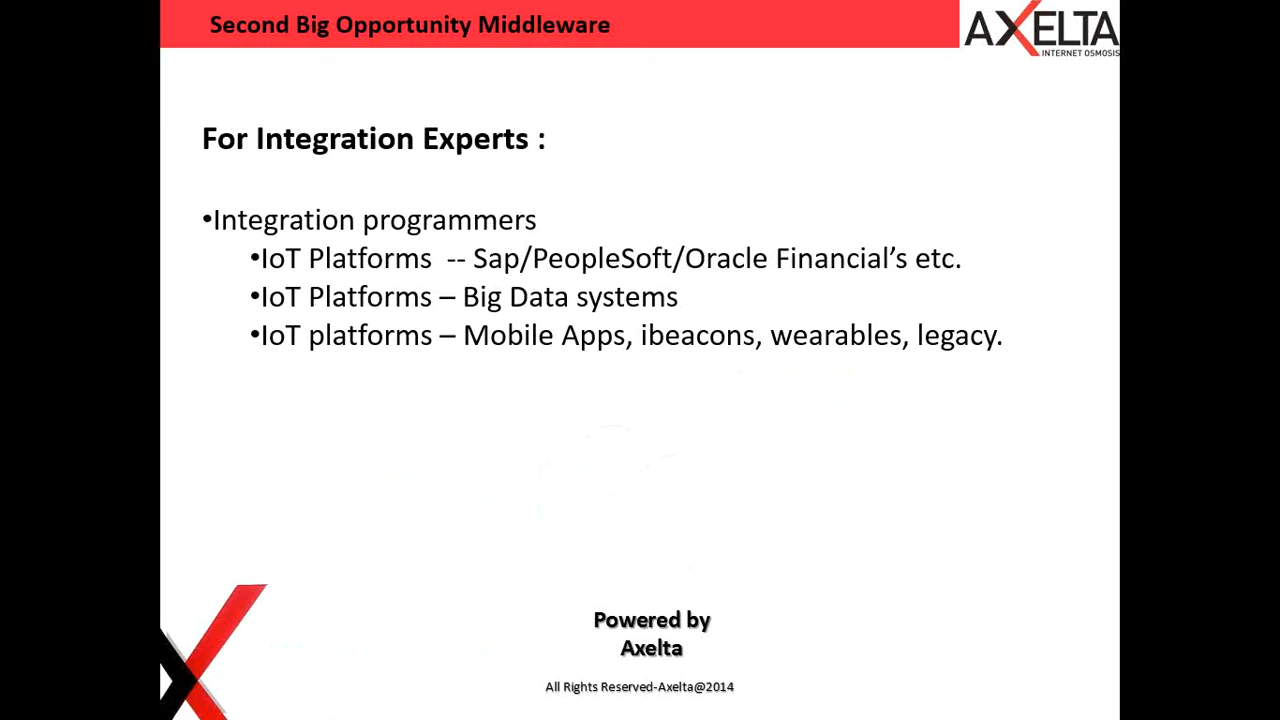 Second Big Opportunity Middleware
AXELTA
INTERNET OSMOSIS
For Integration Experts :
•Integration programmers
•IoT Platforms -- Sap/PeopleSoft/Oracle Financial’s etc.
•IoT Platforms – Big Data systems
•IoT platforms – Mobile Apps, ibeacons, wearables, legacy.
Powered by
Axelta
All Rights Reserved-Axelta@2014